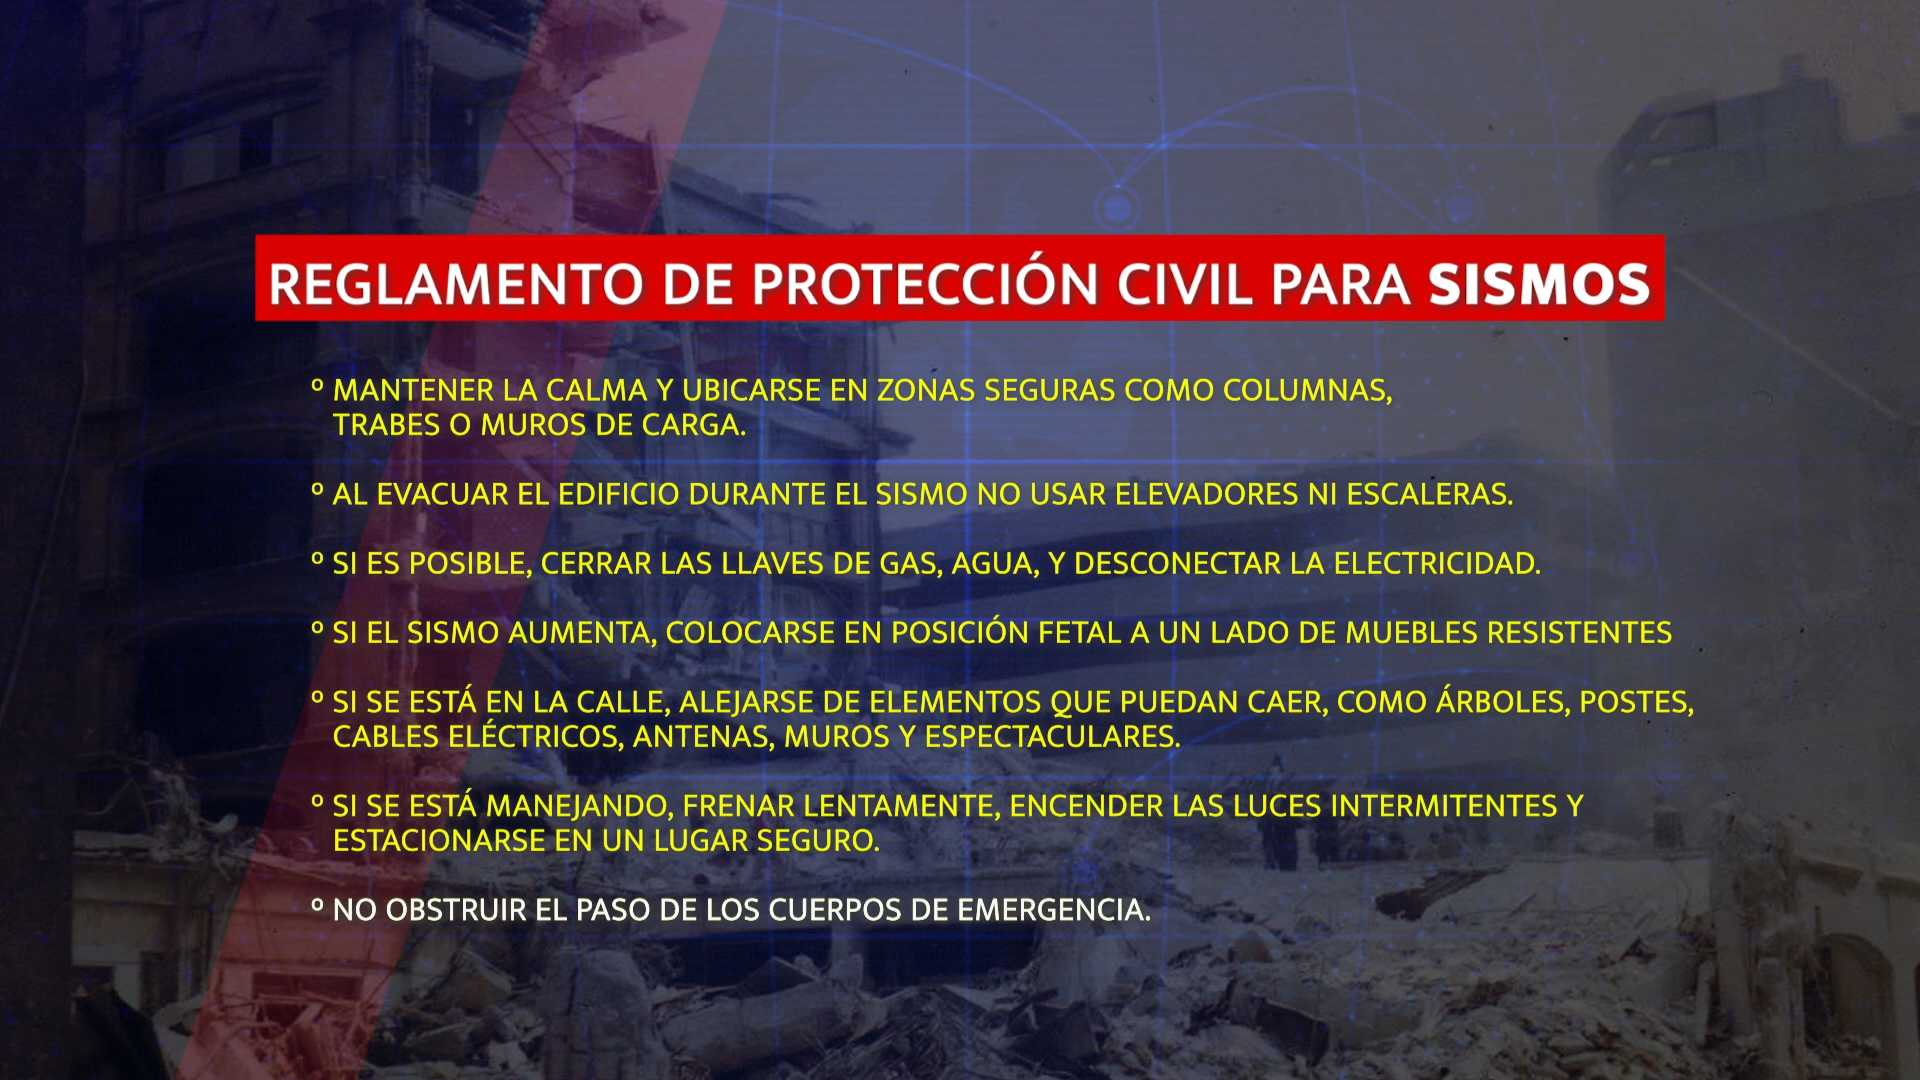 REGLAMENTO DE PROTECCIÓN CIVIL PARA SISMOS
º MANTENER LA CALMA Y UBICARSE EN ZONAS SEGURAS COMO COLUMNAS,
TRABES O MUROS DE CARGA.
º AL EVACUAR EL EDIFICIO DURANTE EL SISMO NO USAR ELEVADORES NI ESCALERAS.
º SI ES POSIBLE, CERRAR LAS LLAVES DE GAS, AGUA, Y DESCONECTAR LA ELECTRICIDAD.
º SI EL SISMO AUMENTA, COLOCARSE EN POSICIÓN FETAL A UN LADO DE MUEBLES RESISTENTES
º SI SE ESTÁ EN LA CALLE, ALEJARSE DE ELEMENTOS QUE PUEDAN CAER, COMO ÁRBOLES, POSTES,
CABLES ELÉCTRICOS, ANTENAS, MUROS Y ESPECTACULARES.
º SI SE ESTÁ MANEJANDO, FRENAR LENTAMENTE, ENCENDER LAS LUCES INTERMITENTES Y
ESTACIONARSE EN UN LUGAR SEGURO.
º NO OBSTRUIR EL PASO DE LOS CUERPOS DE EMERGENCIA.